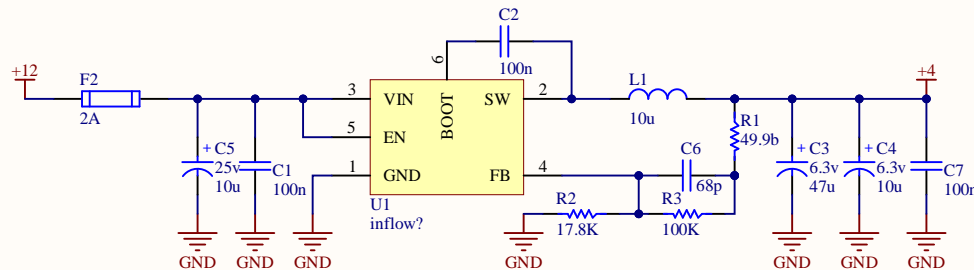 +12
F2
2A
+
C5
25v
10u
C1
100n
GND
GND
GND
3
5
1
VIN
EN
GND
BOOT
6
SW
FB
2
4
U1
inflow?
C2
100n
L1
10u
R1
49.9b
C6
68p
R2
17.8K
R3
100K
GND
+
C3
6.3v
47u
+
C4
6.3v
10u
+4
C7
100n
GND
GND
GND